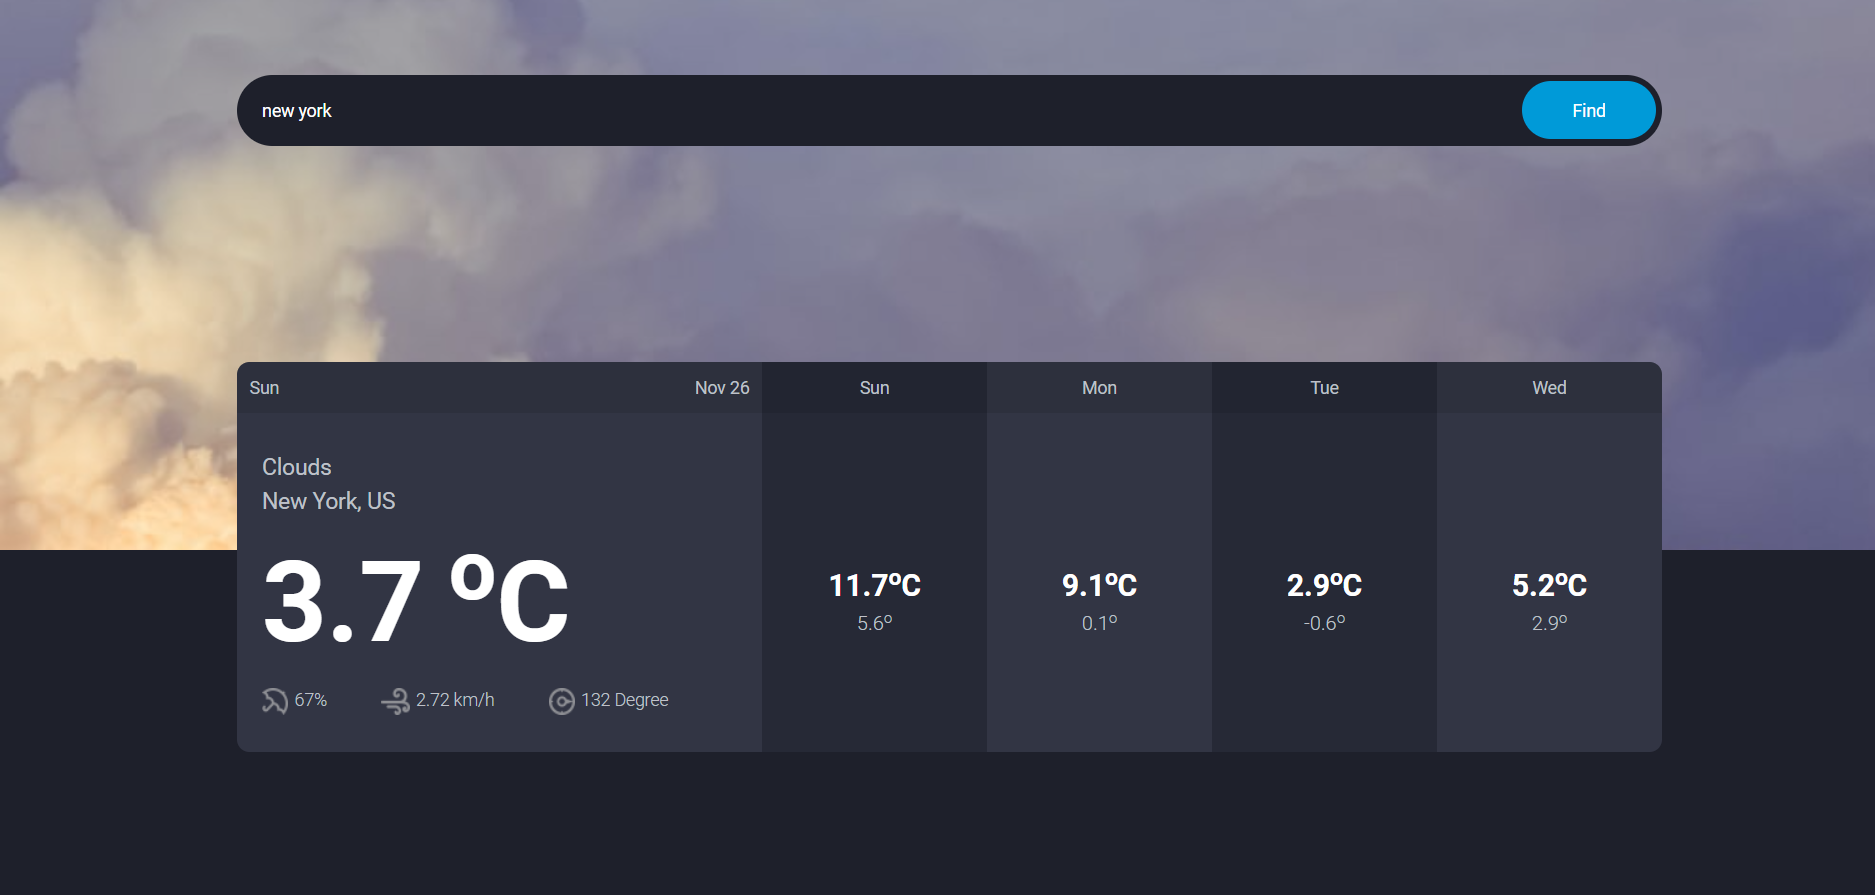 new york
Find
Sun
Nov 26
Sun
Mon
Tue
Wed
Clouds
New York, US
3.7 ºC
67%
2.72 km/h
132 Degree
11.7ºC
5.6º
9.1ºC
0.1º
2.9ºC
-0.6º
5.2ºC
2.9º